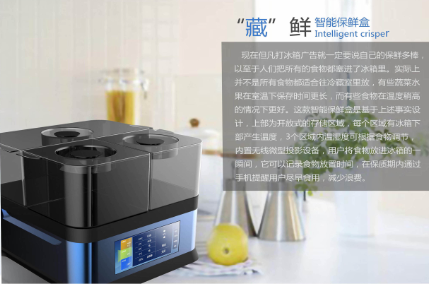 “藏”鲜 智能保鲜盒
Intelligent crisper
现在但凡打冰箱广告就一定要说自己的保鲜多棒，
以至于人们把所有的食物都塞进了冰箱里。实际上
并不是所有食物都适合往冷藏室里放，有些蔬菜水
果在室温下保存时间更长，而有些食物在温度稍高
的情况下更好。这款智能保鲜盒是基于上述事实设
计，上部为开放式的存放区域，每个区域有冰箱下
部产生温度，3个区域内温湿度可根据食物调节，
内置无线微型投影设备，用户将食物放进冰箱的一
瞬间，它可以记录食物放置时间，在保质期内通过
手机提醒用户尽早食用，减少浪费。